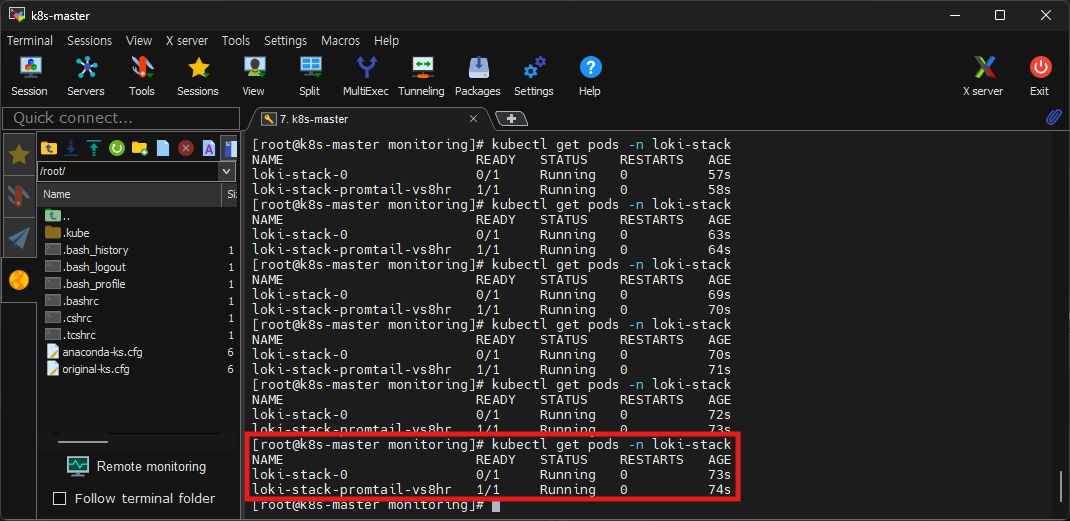 k8s-master
Terminal Sessions View X server Tools Settings Macros Help
Session Servers Tools Sessions View Split MultiExec Tunneling Packages Settings Help X server Exit
Quick connect...
7. k8s-master
/root/
Name Siz
..
.kube
.bash_history 1
.bash_logout 1
.bash_profile 1
.bashrc 1
.cshrc 1
.tcshrc 1
anaconda-ks.cfg 6
original-ks.cfg 6
Remote monitoring
Follow terminal folder
[root@k8s-master monitoring]# kubectl get pods -n loki-stack
NAME READY STATUS RESTARTS AGE
loki-stack-0 0/1 Running 0 57s
loki-stack-promtail-vs8hr 1/1 Running 0 58s
[root@k8s-master monitoring]# kubectl get pods -n loki-stack
NAME READY STATUS RESTARTS AGE
loki-stack-0 0/1 Running 0 63s
loki-stack-promtail-vs8hr 1/1 Running 0 64s
[root@k8s-master monitoring]# kubectl get pods -n loki-stack
NAME READY STATUS RESTARTS AGE
loki-stack-0 0/1 Running 0 69s
loki-stack-promtail-vs8hr 1/1 Running 0 70s
[root@k8s-master monitoring]# kubectl get pods -n loki-stack
NAME READY STATUS RESTARTS AGE
loki-stack-0 0/1 Running 0 70s
loki-stack-promtail-vs8hr 1/1 Running 0 71s
[root@k8s-master monitoring]# kubectl get pods -n loki-stack
NAME READY STATUS RESTARTS AGE
loki-stack-0 0/1 Running 0 72s
loki-stack-promtail-vs8hr 1/1 Running 0 73s
[root@k8s-master monitoring]# kubectl get pods -n loki-stack
NAME READY STATUS RESTARTS AGE
loki-stack-0 0/1 Running 0 73s
loki-stack-promtail-vs8hr 1/1 Running 0 74s
[root@k8s-master monitoring]#